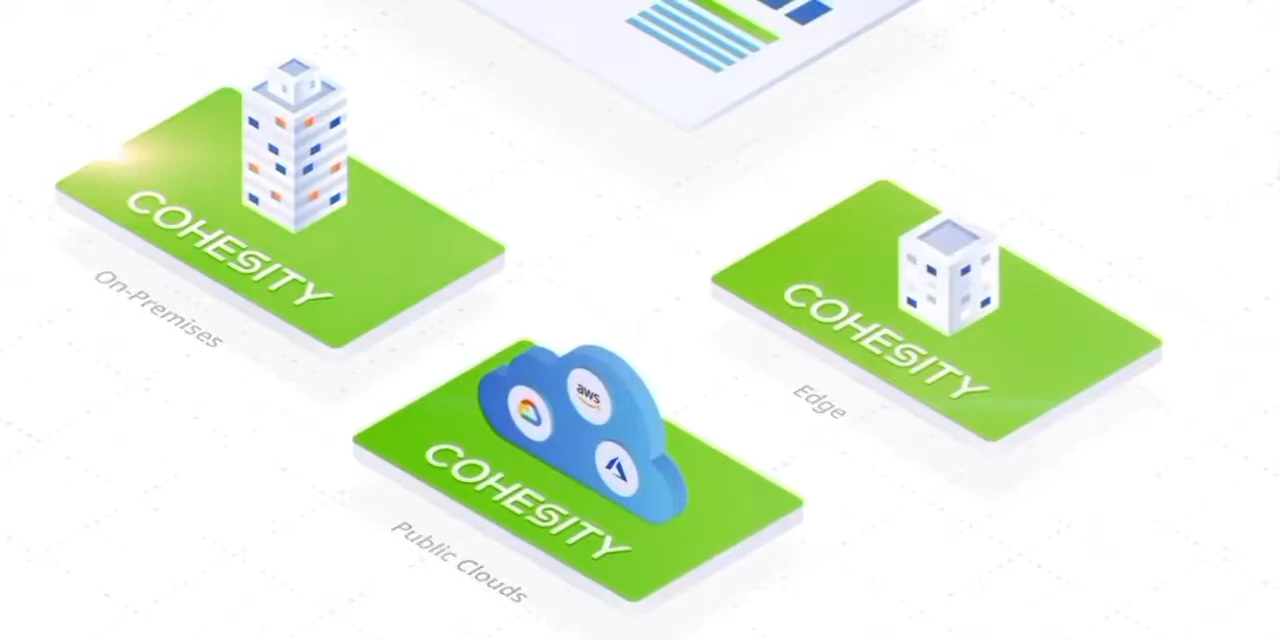 COHESITY
On-Premises
COHESITY
Edge
aws
COHESITY
Public Clouds